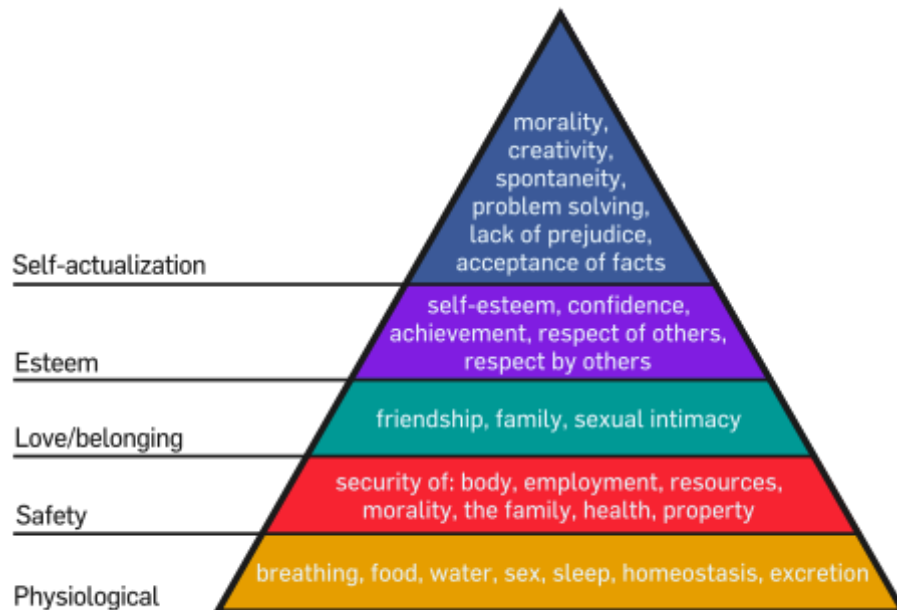 morality,
creativity,
spontaneity,
problem solving,
lack of prejudice,
acceptance of facts
Self-actualization
self-esteem, confidence,
achievement, respect of others,
respect by others
Esteem
friendship, family, sexual intimacy
Love/belonging
security of: body, employment, resources,
morality, the family, health, property
Safety
breathing, food, water, sex, sleep, homeostasis, excretion
Physiological